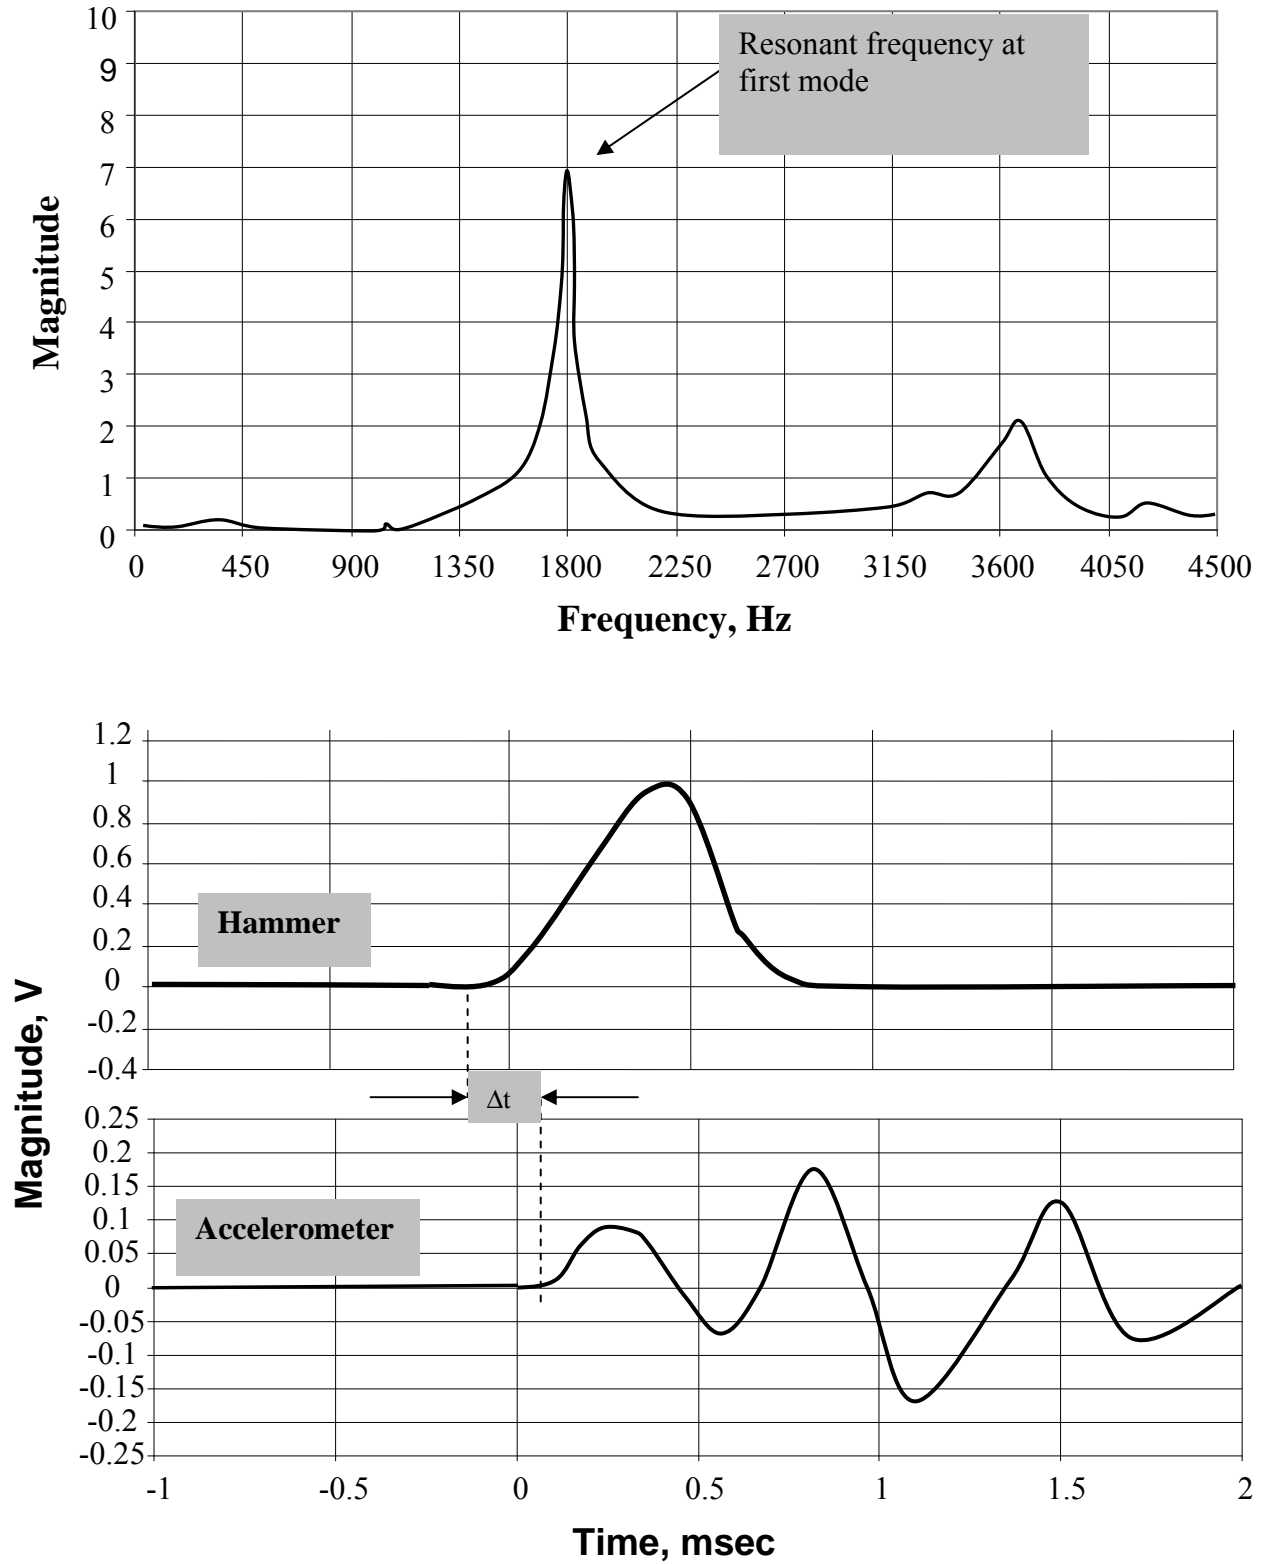 10
9
8
7
6
5
4
3
2
1
0
Magnitude
Resonant frequency at
first mode
0 450 900 1350 1800 2250 2700 3150 3600 4050 4500
Frequency, Hz
1.2
1
0.8
0.6
0.4
0.2
0
-0.2
-0.4
Hammer
Magnitude, V
Δt
0.25
0.2
0.15
0.1
0.05
0
-0.05
-0.1
-0.15
-0.2
-0.25
Accelerometer
-1 -0.5 0 0.5 1 1.5 2
Time, msec